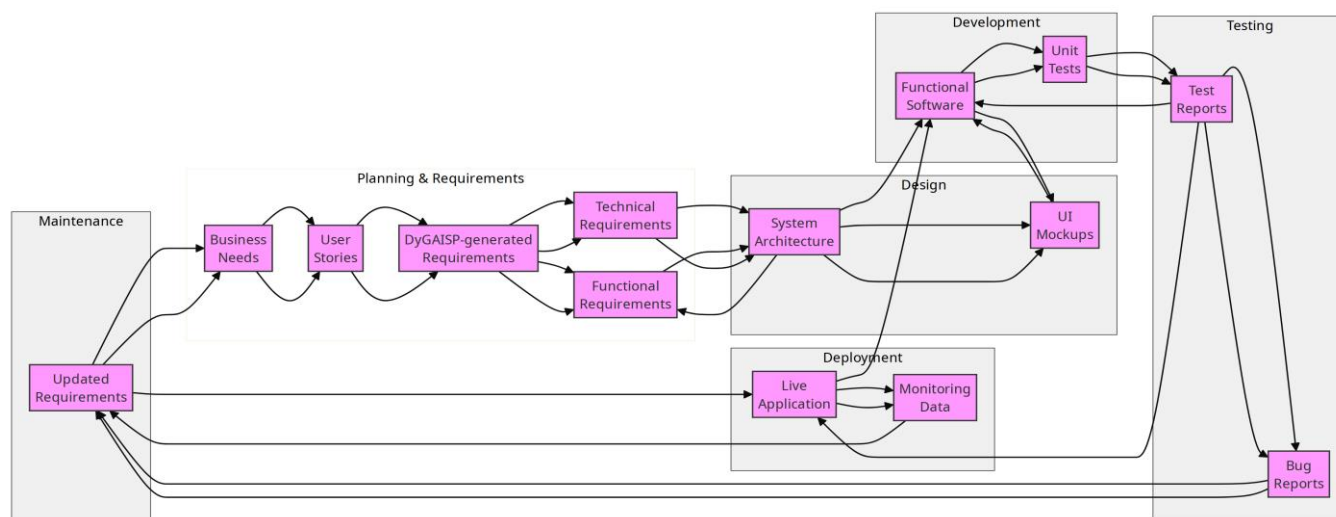 Development
Testing
Unit
Tests
Functional
Software
Test
Reports
Planning & Requirements
Design
Maintenance
Technical
Requirements
System
Architecture
UI
Mockups
Business
Needs
User
Stories
DyGAISP-generated
Requirements
Functional
Requirements
Deployment
Updated
Requirements
Live
Application
Monitoring
Data
Bug
Reports